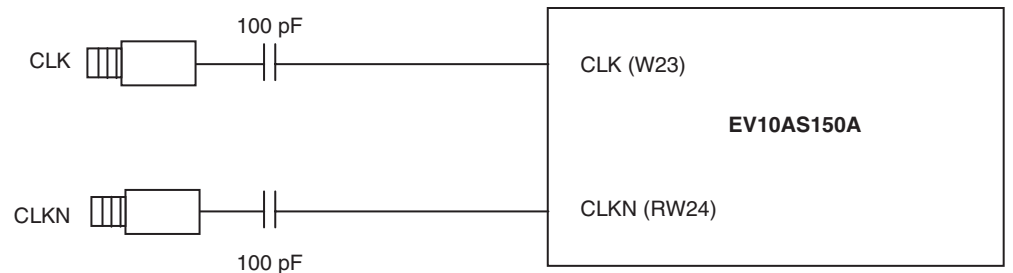 100 pF
CLK
CLK (W23)
EV10AS150A
CLKN
CLKN (RW24)
100 pF